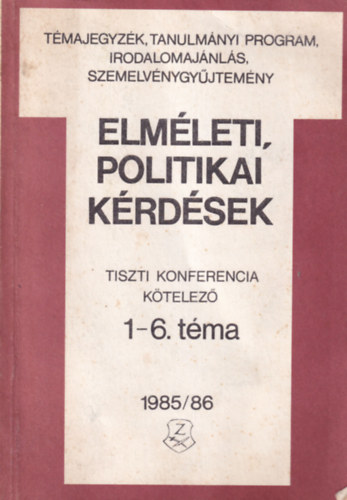 TÉMAJEGYZÉK, TANULMÁNYI PROGRAM,
IRODALOMAJÁNLÁS,
SZEMELVÉNYGYŰJTEMÉNY
ELMÉLETI,
POLITIKAI
KÉRDÉSEK
TISZTI KONFERENCIA
KÖTELEZŐ
1-6. téma
1985/86
Z